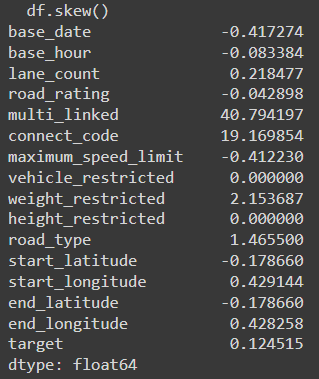 df.skew()
base_date -0.417274
base_hour -0.083384
lane_count 0.218477
road_rating -0.042898
multi_linked 40.794197
connect_code 19.169854
maximum_speed_limit -0.412230
vehicle_restricted 0.000000
weight_restricted 2.153687
height_restricted 0.000000
road_type 1.465500
start_latitude -0.178660
start_longitude 0.429144
end_latitude -0.178660
end_longitude 0.428258
target 0.124515
dtype: float64